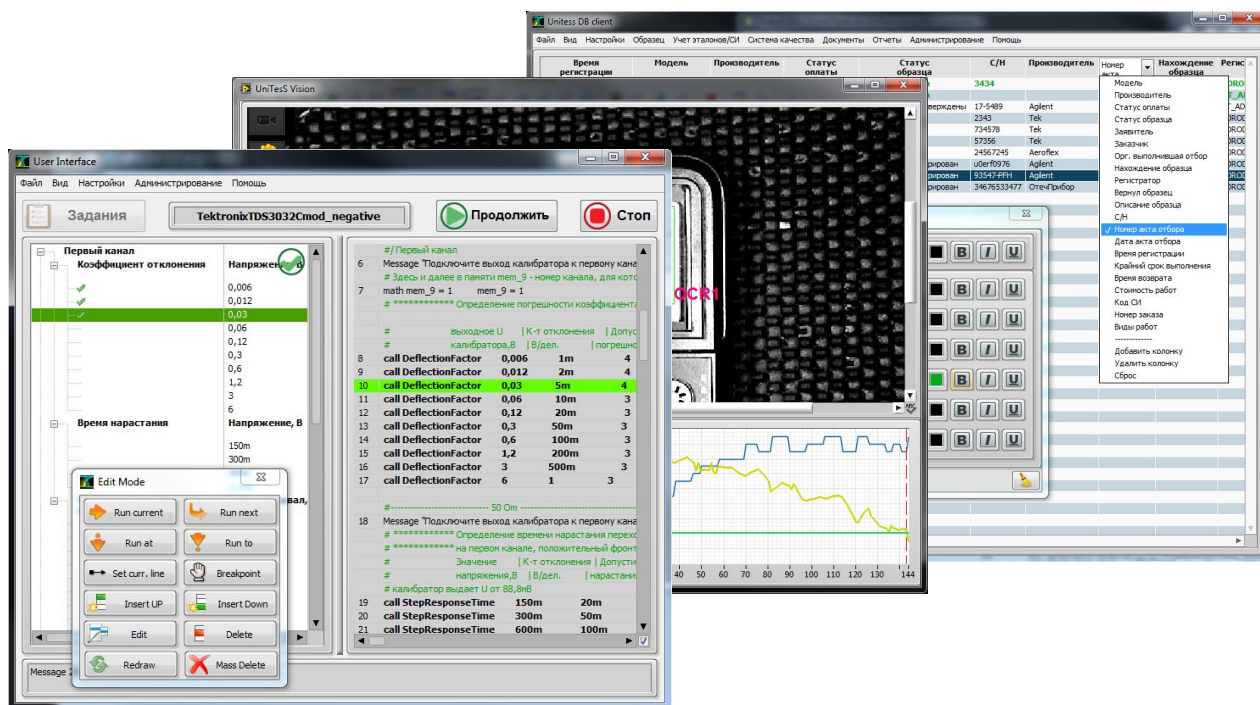 Unitess DB client
Файл Вид Настройки Образец Учет эталонов/СИ Система качества Документы Отчеты Администрирование Помощь
Время регистрации Модель Производитель Статус оплаты Статус образца С/Н Производитель Номер акта Нахождение образца
3434
17-5489 Agilent
2343 Tek
734578 Tek
57356 Tek
24567245 Aeroflex
u0erf0976 Agilent
93547-PFH Agilent
34676533477 ОтечПрибор
Модель
Производитель
Статус оплаты
Статус образца
Заявитель
Заказчик
Орг. выполнившая отбор
Нахождение образца
Регистратор
Вернул образец
Описание образца
С/Н
✓ Номер акта отбора
Дата акта отбора
Время регистрации
Крайний срок выполнения
Время возврата
Стоимость работ
Код СИ
Номер заказа
Виды работ
-------------
Добавить колонку
Удалить колонку
Сброс
B I U
B I U
B I U
B I U
B I U
B I U
B I U
UniTesS Vision
OCR1
40 50 60 70 80 90 100 110 120 130 144
User Interface
Файл Вид Настройки Администрирование Помощь
Задания
TektronixTDS3032Cmod_negative
Продолжить
Стоп
Первый канал
Коэффициент отклонения
0,006
0,012
0,03
0,06
0,12
0,3
0,6
1,2
3
6
Время нарастания Напряжение, В
150m
300m
#/ Первый канал
6 Message "Подключите выход калибратора к первому кана
# Здесь и далее в памяти mem_9 - номер канала, для кото
7 math mem_9 = 1 mem_9 = 1
# ************ Определение погрешности коэффициента
# выходное U | К-т отклонения | Допус
# калибратора,В | В/дел. | погрешно
8 call DeflectionFactor 0,006 1m 4
9 call DeflectionFactor 0,012 2m 4
10 call DeflectionFactor 0,03 5m 4
11 call DeflectionFactor 0,06 10m 3
12 call DeflectionFactor 0,12 20m 3
13 call DeflectionFactor 0,3 50m 3
14 call DeflectionFactor 0,6 100m 3
15 call DeflectionFactor 1,2 200m 3
16 call DeflectionFactor 3 500m 3
17 call DeflectionFactor 6 1 3
#------------------------------ 50 Om ------------------------------
18 Message "Подключите выход калибратора к первому кана
# ************ Определение времени нарастания перехо
# ************ на первом канале, положительный фронт
# Значение | К-т отклонения | Допусти
# напряжения,В | В/дел. | нарастани
# калибратор выдает U от 88,8нВ
19 call StepResponseTime 150m 20m
20 call StepResponseTime 300m 50m
21 call StepResponseTime 600m 100m
Edit Mode
Run current Run next
Run at Run to
Set curr. line Breakpoint
Insert UP Insert Down
Edit Delete
Redraw Mass Delete
Message